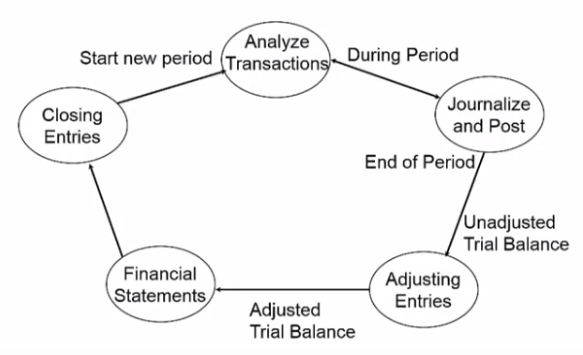 Analyze
Transactions
Start new period
During Period
Closing
Entries
Journalize
and Post
End of Period
Unadjusted
Trial Balance
Financial
Statements
Adjusting
Entries
Adjusted
Trial Balance